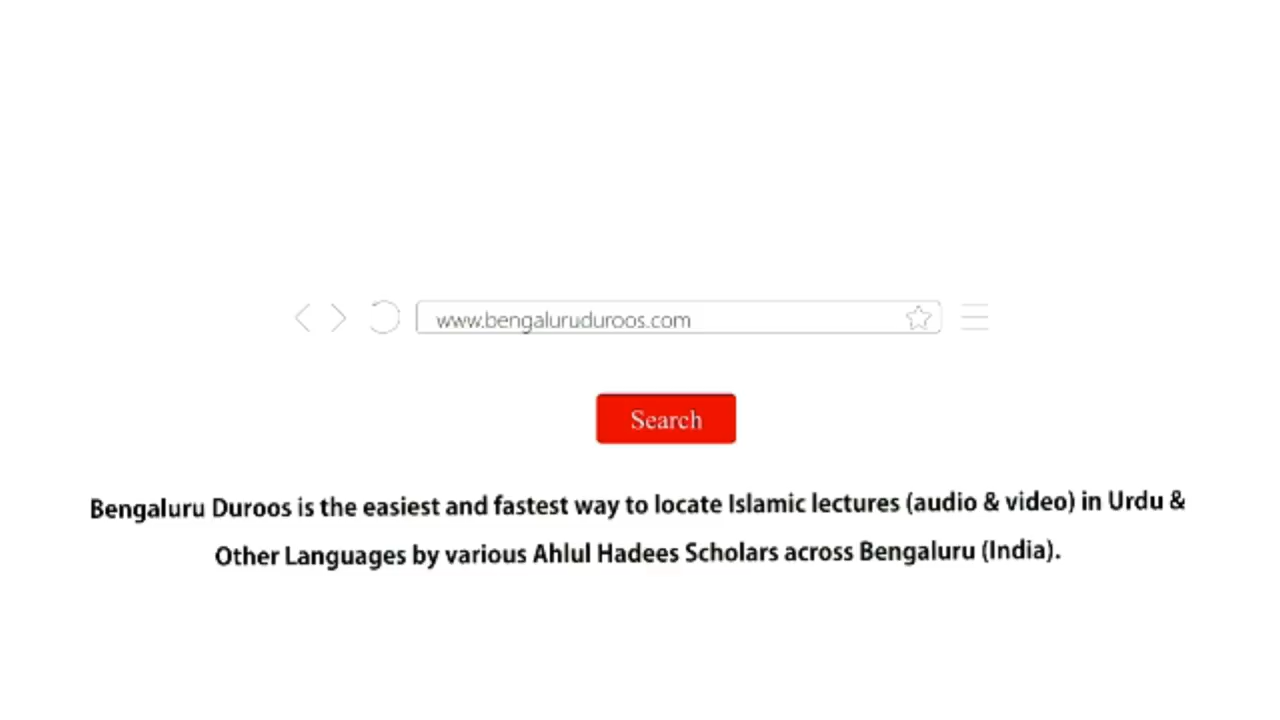 www.bengaluruduroos.com
Search
Bengaluru Duroos is the easiest and fastest way to locate Islamic lectures (audio & video) in Urdu &
Other Languages by various Ahlul Hadees Scholars across Bengaluru (India).